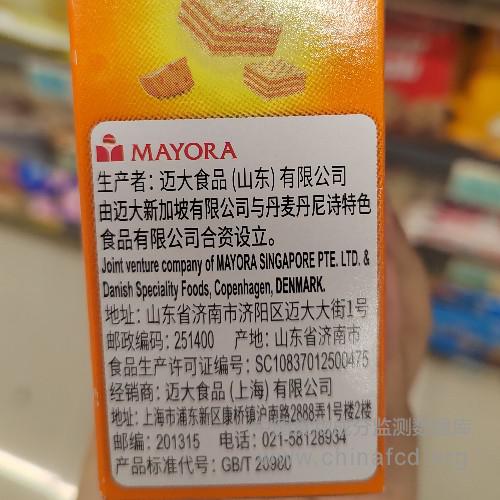 MAYORA
生产者：迈大食品（山东）有限公司
由迈大新加坡有限公司与丹麦丹尼诗特色
食品有限公司合资设立。
Joint venture company of MAYORA SINGAPORE PTE. LTD. &
Danish Speciality Foods, Copenhagen, DENMARK.
地址：山东省济南市济阳区迈大大街1号
邮政编码：251400 产地：山东省济南市
食品生产许可证编号：SC10837012500475
经销商：迈大食品（上海）有限公司
地址：上海市浦东新区康桥镇沪南路2888弄1号楼2楼
邮编：201315 电话：021-58128934
产品标准代号：GB/T 20980
www.chinafcd.org